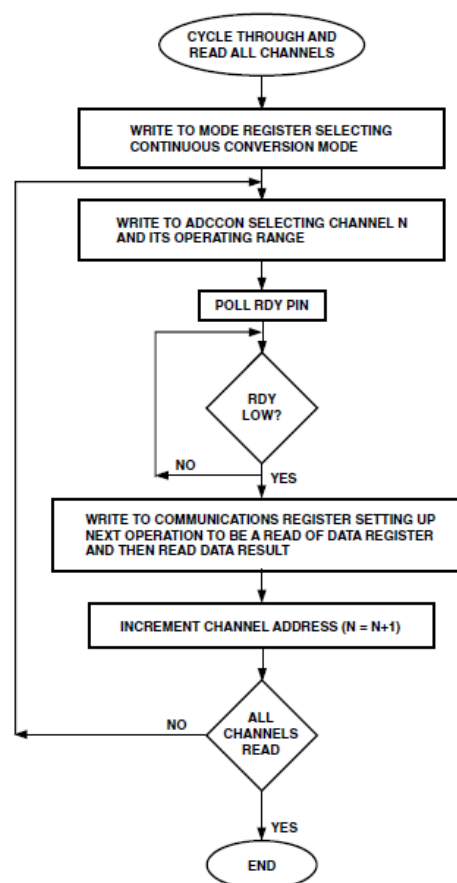 CYCLE THROUGH AND
READ ALL CHANNELS
WRITE TO MODE REGISTER SELECTING
CONTINUOUS CONVERSION MODE
WRITE TO ADCCON SELECTING CHANNEL N
AND ITS OPERATING RANGE
POLL RDY PIN
RDY
LOW?
NO
YES
WRITE TO COMMUNICATIONS REGISTER SETTING UP
NEXT OPERATION TO BE A READ OF DATA REGISTER
AND THEN READ DATA RESULT
INCREMENT CHANNEL ADDRESS (N = N+1)
NO
ALL
CHANNELS
READ
YES
END